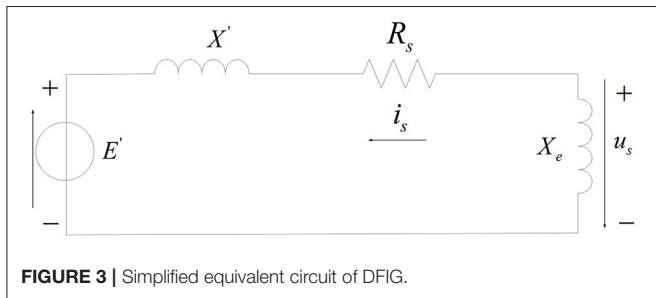 X'
R_s
+
+
i_s
E'
X_e
u_s
−
−
FIGURE 3 | Simplified equivalent circuit of DFIG.